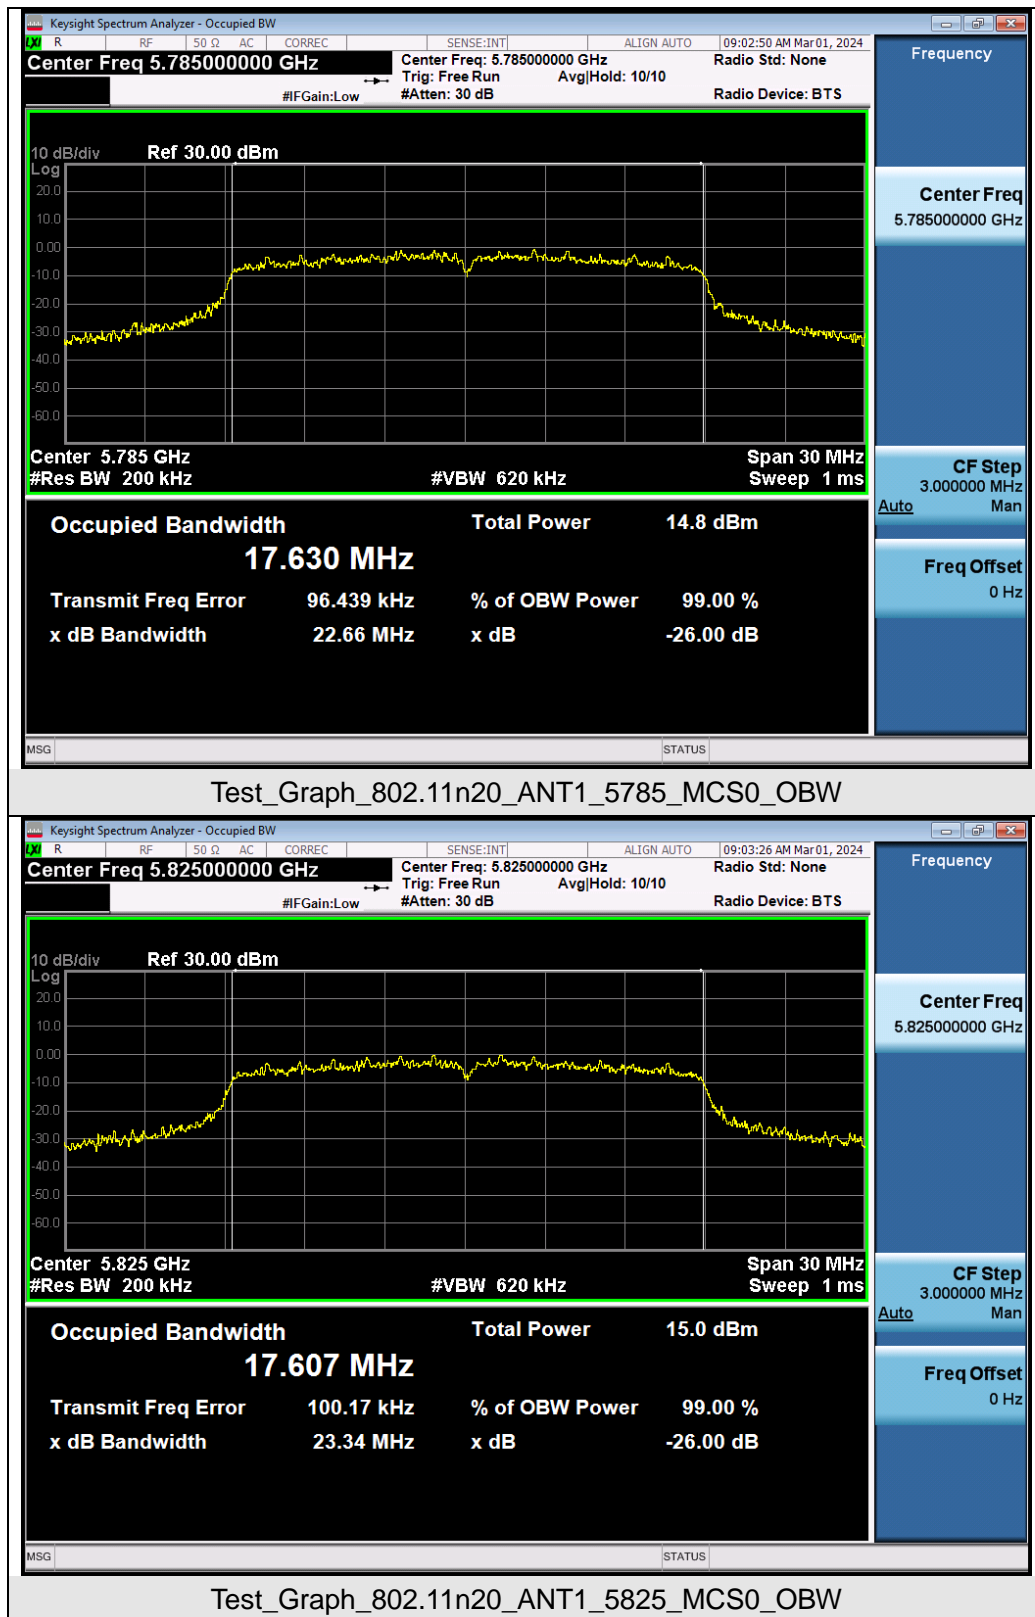 Keysight Spectrum Analyzer - Occupied BW
LXI R RF 50 Ω AC CORREC SENSE:INT ALIGN AUTO 09:02:50 AM Mar 01, 2024
Center Freq 5.785000000 GHz
Center Freq: 5.785000000 GHz
Radio Std: None
Trig: Free Run Avg|Hold: 10/10
#IFGain:Low
#Atten: 30 dB
Radio Device: BTS
10 dB/div Ref 30.00 dBm
Log
20.0
10.0
0.00
-10.0
-20.0
-30.0
-40.0
-50.0
-60.0
Center 5.785 GHz Span 30 MHz
#Res BW 200 kHz #VBW 620 kHz Sweep 1 ms
Occupied Bandwidth Total Power 14.8 dBm
17.630 MHz
Transmit Freq Error 96.439 kHz % of OBW Power 99.00 %
x dB Bandwidth 22.66 MHz x dB -26.00 dB
MSG STATUS
Frequency
Center Freq
5.785000000 GHz
CF Step
3.000000 MHz
Auto Man
Freq Offset
0 Hz
Test_Graph_802.11n20_ANT1_5785_MCS0_OBW
Keysight Spectrum Analyzer - Occupied BW
LXI R RF 50 Ω AC CORREC SENSE:INT ALIGN AUTO 09:03:26 AM Mar 01, 2024
Center Freq 5.825000000 GHz
Center Freq: 5.825000000 GHz
Radio Std: None
Trig: Free Run Avg|Hold: 10/10
#IFGain:Low
#Atten: 30 dB
Radio Device: BTS
10 dB/div Ref 30.00 dBm
Log
20.0
10.0
0.00
-10.0
-20.0
-30.0
-40.0
-50.0
-60.0
Center 5.825 GHz Span 30 MHz
#Res BW 200 kHz #VBW 620 kHz Sweep 1 ms
Occupied Bandwidth Total Power 15.0 dBm
17.607 MHz
Transmit Freq Error 100.17 kHz % of OBW Power 99.00 %
x dB Bandwidth 23.34 MHz x dB -26.00 dB
MSG STATUS
Frequency
Center Freq
5.825000000 GHz
CF Step
3.000000 MHz
Auto Man
Freq Offset
0 Hz
Test_Graph_802.11n20_ANT1_5825_MCS0_OBW